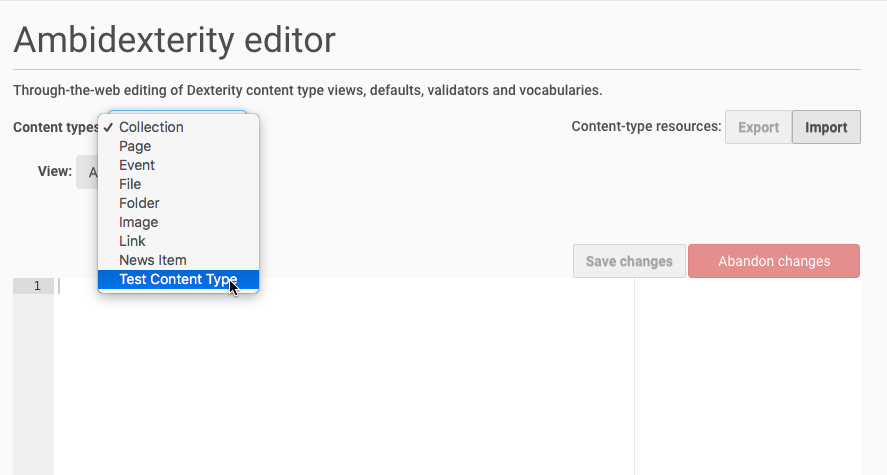 Ambidexterity editor
Through-the-web editing of Dexterity content type views, defaults, validators and vocabularies.
Content types
✓ Collection
Page
Event
File
Folder
Image
Link
News Item
Test Content Type
Content-type resources: Export Import
View: A
Save changes Abandon changes
1